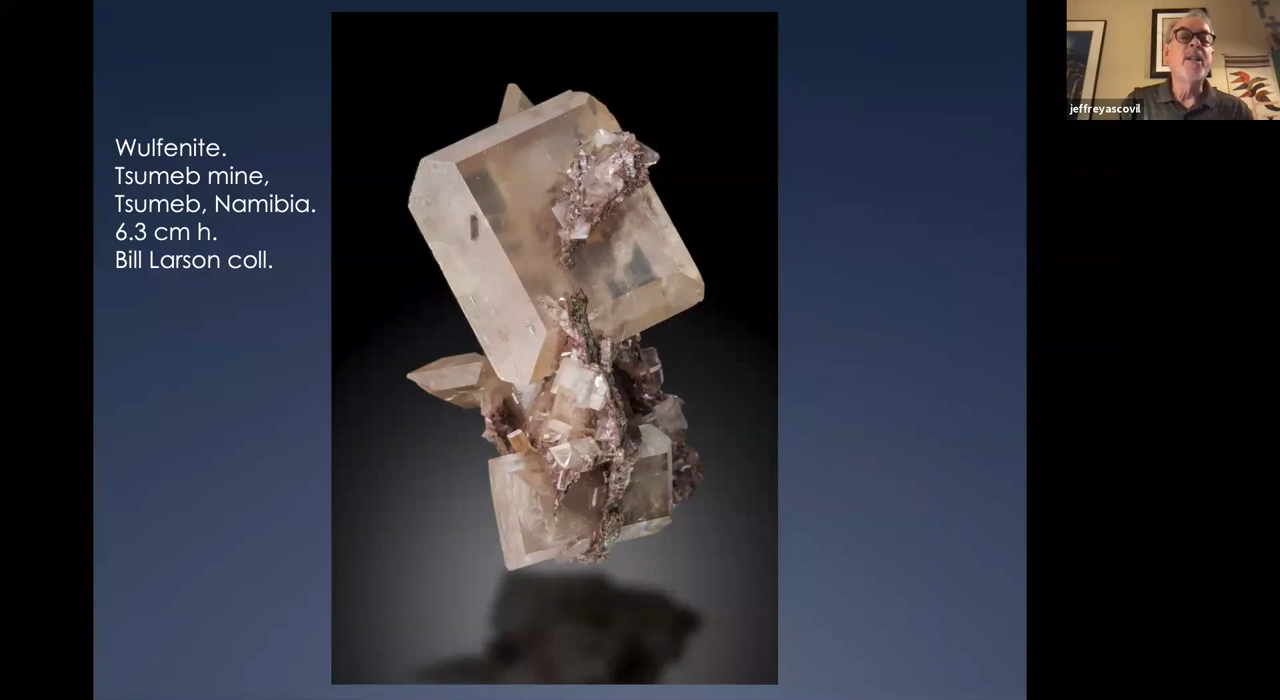 Wulfenite.
Tsumeb mine,
Tsumeb, Namibia.
6.3 cm h.
Bill Larson coll.
jeffreyascovil